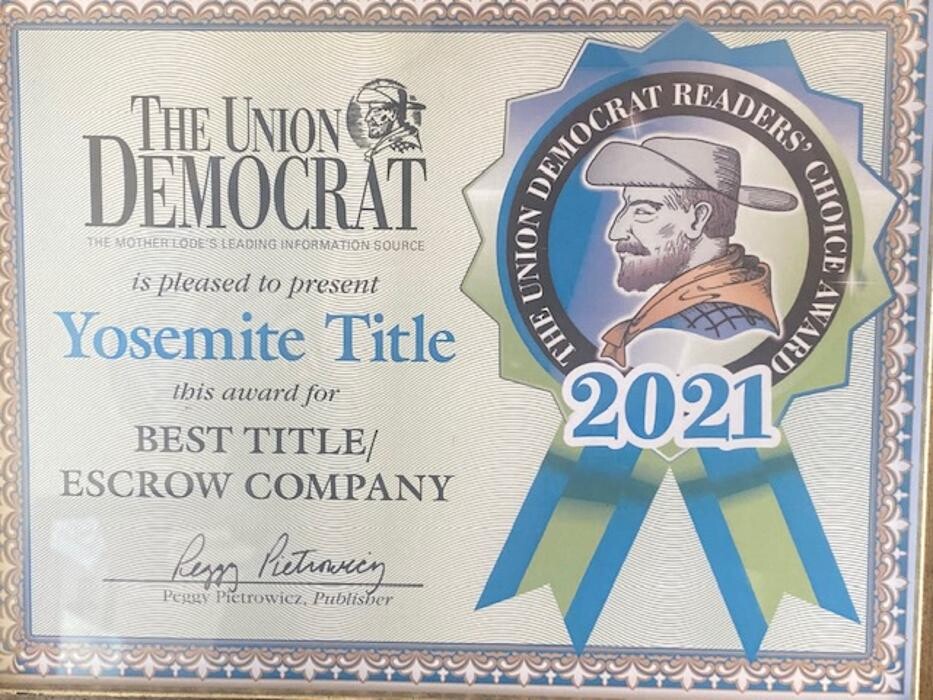 THE UNION
DEMOCRAT
THE MOTHER LODE'S LEADING INFORMATION SOURCE
is pleased to present
Yosemite Title
this award for
BEST TITLE/
ESCROW COMPANY
Peggy Pietrowicz
Peggy Pietrowicz, Publisher
THE UNION DEMOCRAT READERS' CHOICE AWARD
2021